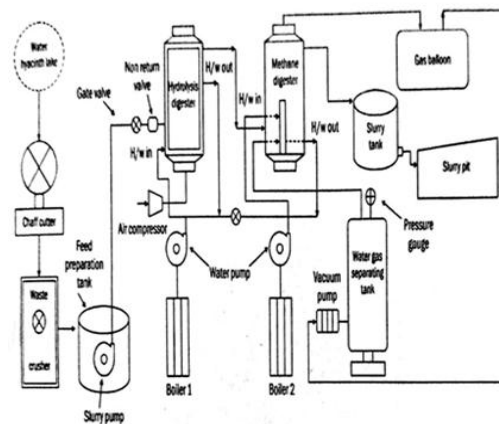 Water
hyacinth lake
Chaff cutter
Waste
crusher
Feed
preparation
tank
Slurry pump
Gate valve
Non return
valve
H/w in
Hydrolysis
digester
H/w out
Air compressor
Water pump
Boiler 1
Boiler 2
H/w in
Methane
digester
H/w out
Gas balloon
Slurry
tank
Slurry pit
Pressure
gauge
Vacuum
pump
Water gas
separating
tank